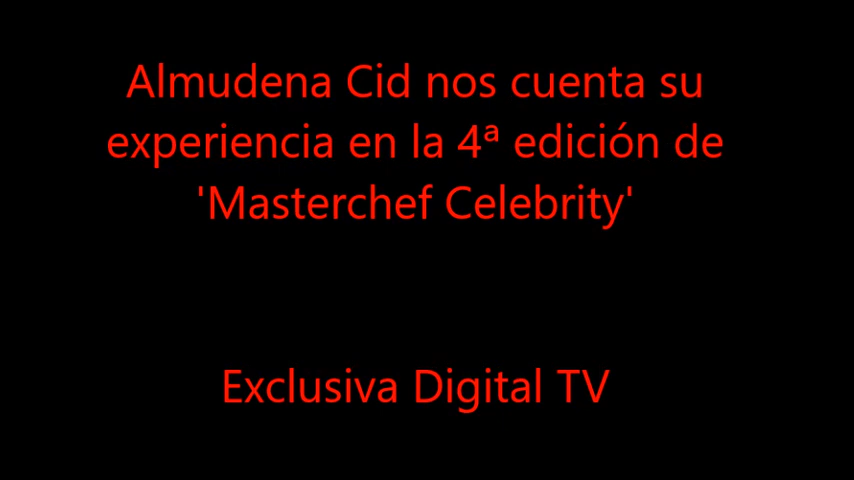 Almudena Cid nos cuenta su
experiencia en la 4ª edición de
'Masterchef Celebrity'
Exclusiva Digital TV